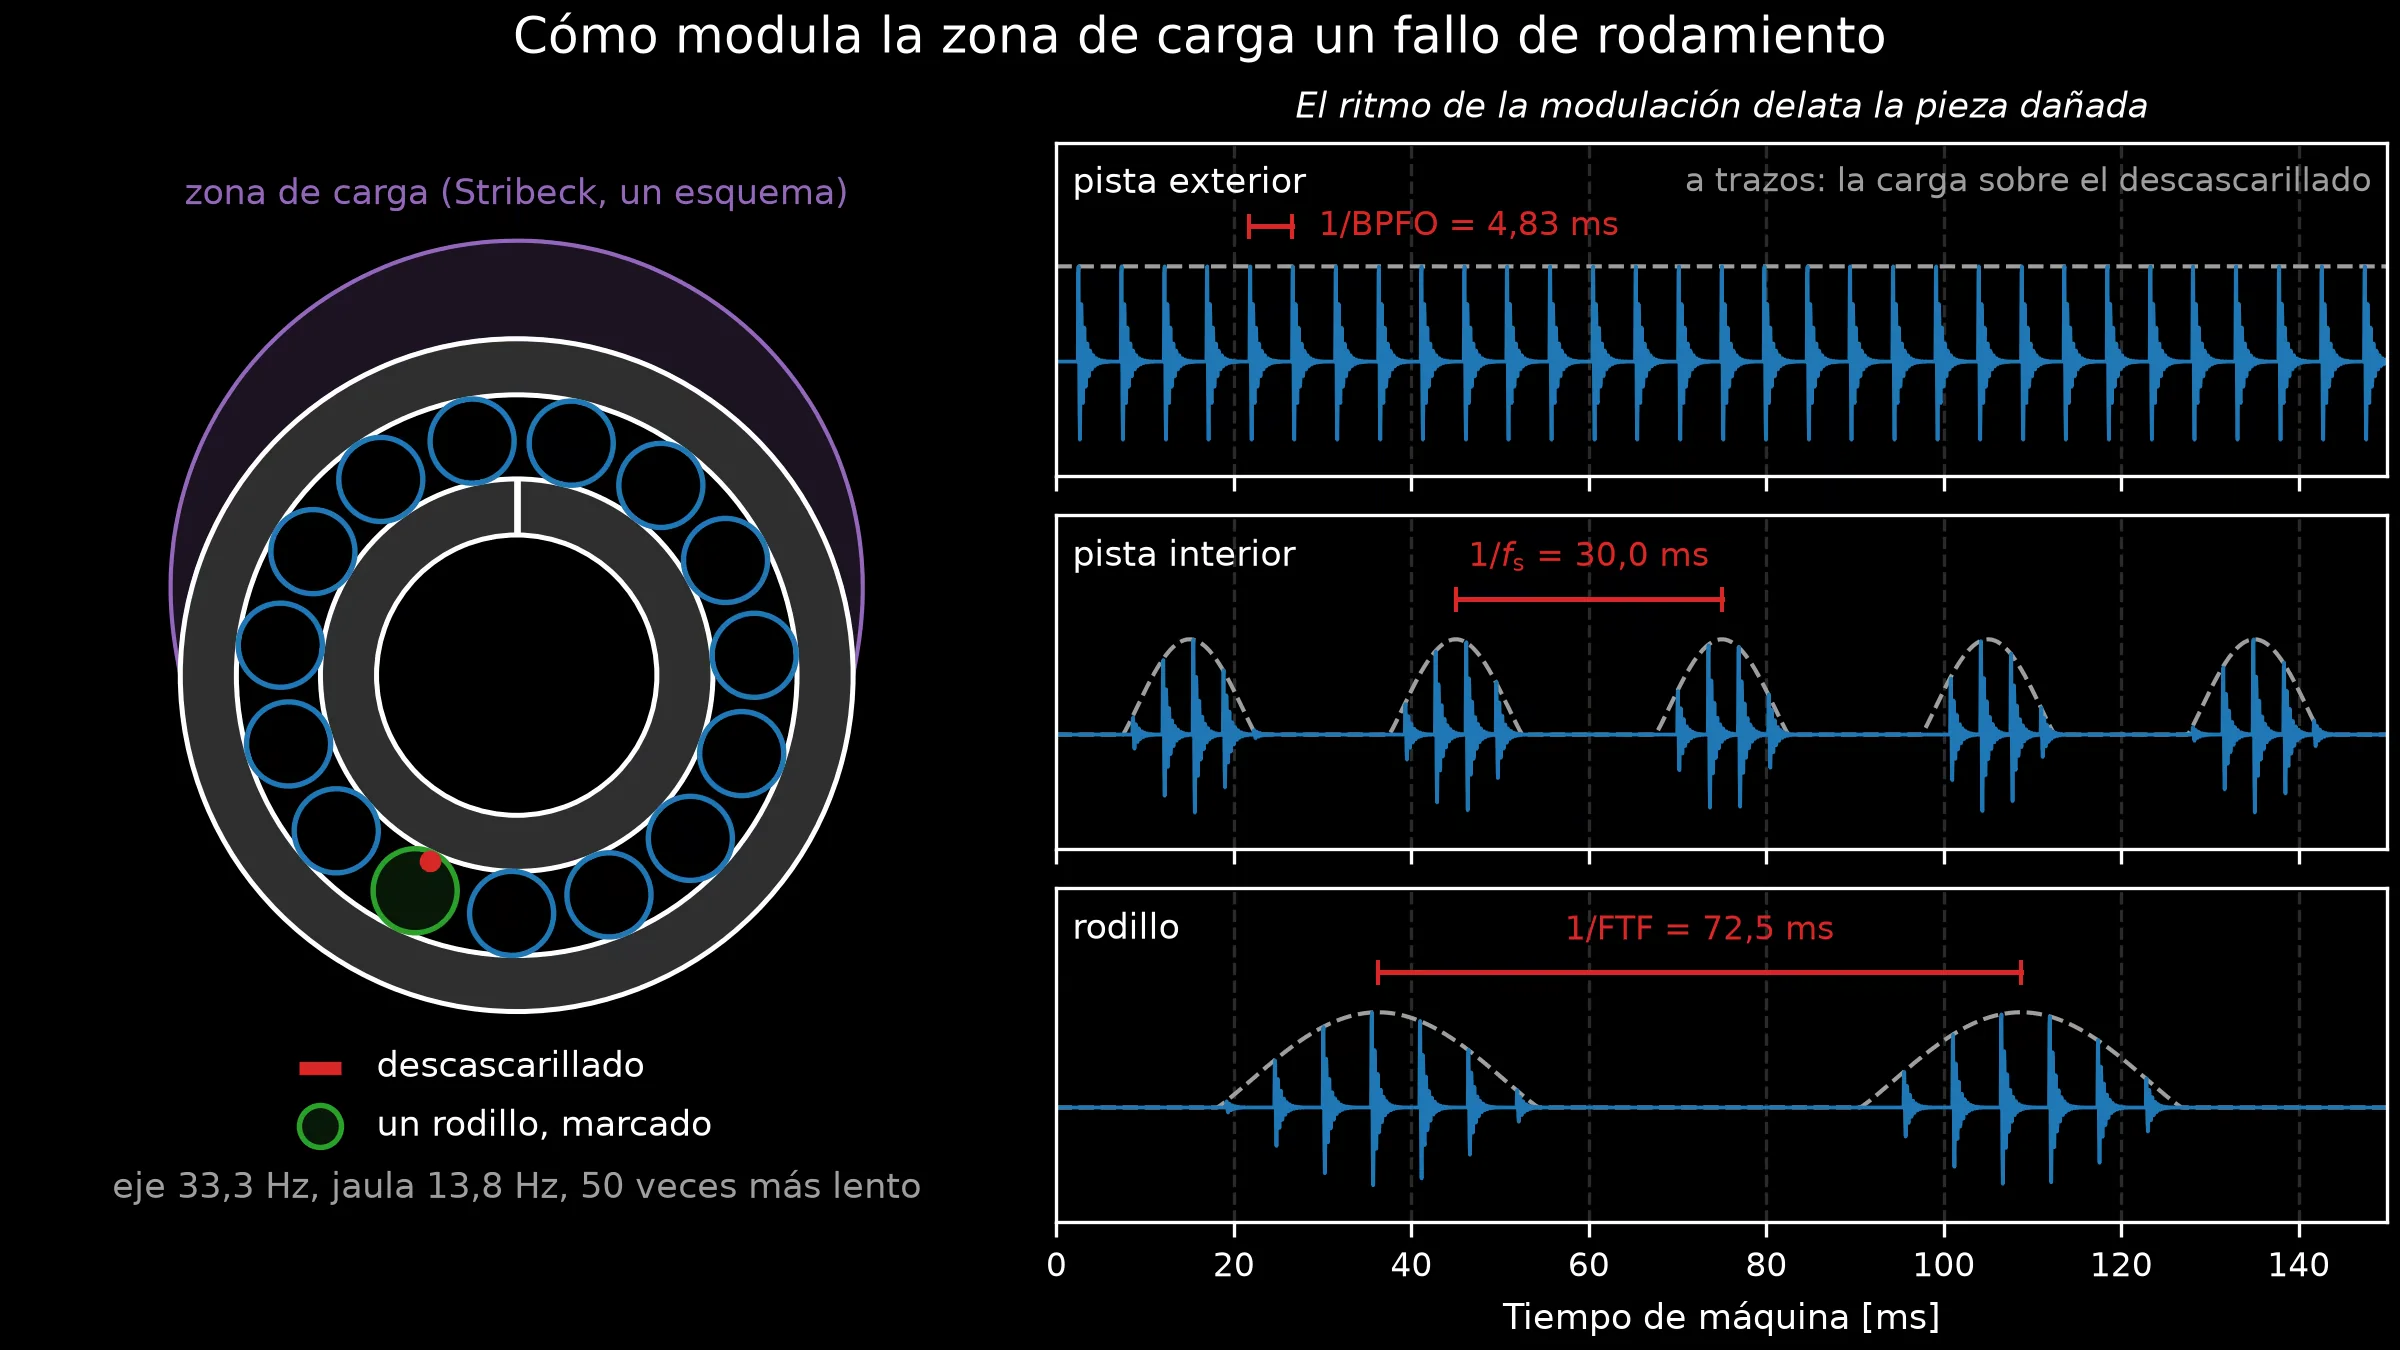 Cómo modula la zona de carga un fallo de rodamiento
El ritmo de la modulación delata la pieza dañada
zona de carga (Stribeck, un esquema)
pista exterior
a trazos: la carga sobre el descascarillado
1/BPFO = 4,83 ms
pista interior
1/fs = 30,0 ms
rodillo
1/FTF = 72,5 ms
descascarillado
un rodillo, marcado
eje 33,3 Hz, jaula 13,8 Hz, 50 veces más lento
0 20 40 60 80 100 120 140
Tiempo de máquina [ms]